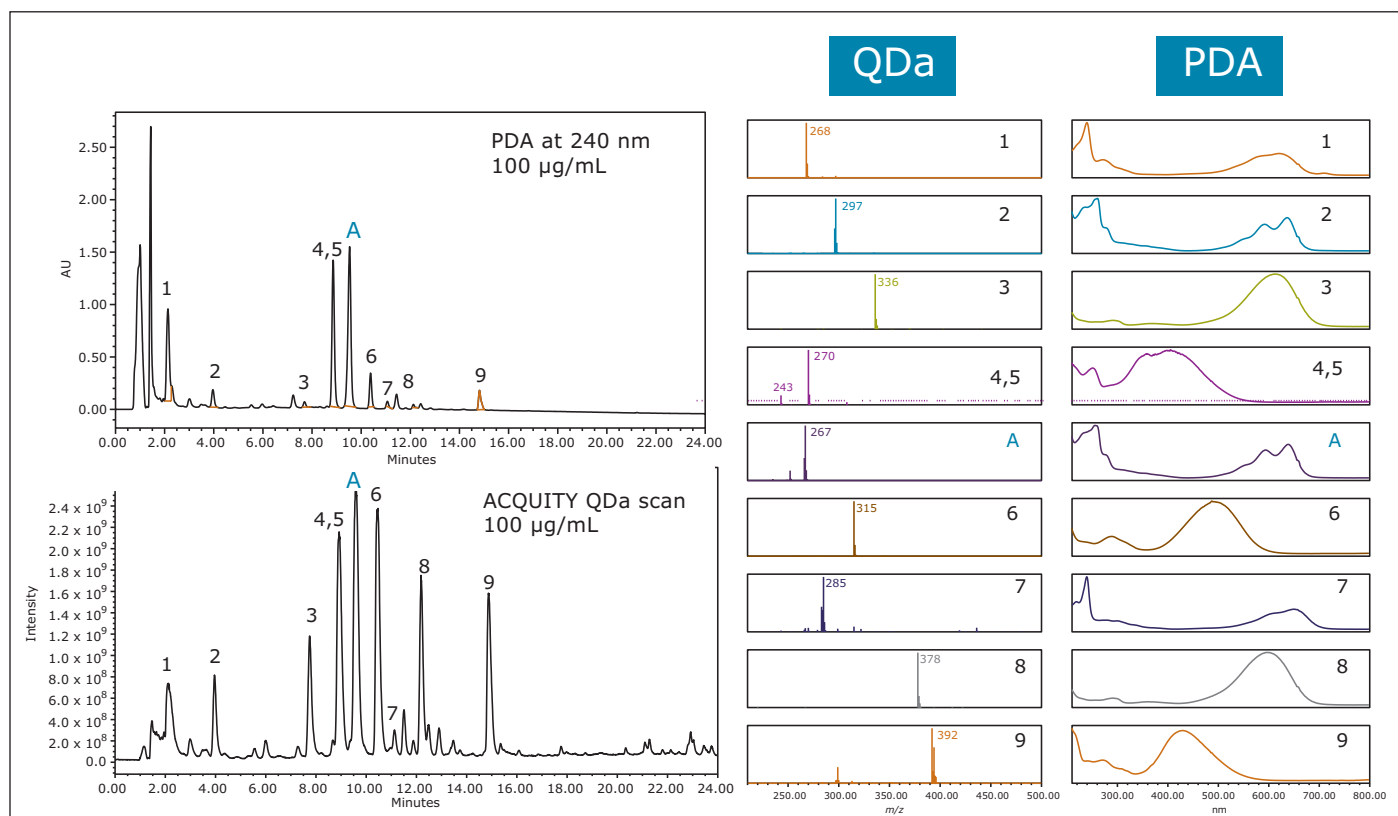 QDa
PDA
PDA at 240 nm
100 µg/mL
2.50
2.00
1.50
1.00
0.50
0.00
AU
1
2
3
4,5
A
6
7
8
9
0.00 2.00 4.00 6.00 8.00 10.00 12.00 14.00 16.00 18.00 20.00 22.00 24.00
Minutes
ACQUITY QDa scan
100 µg/mL
2.4 x 10⁹
2.2 x 10⁹
2.0 x 10⁹
1.8 x 10⁹
1.6 x 10⁹
1.4 x 10⁹
1.2 x 10⁹
1.0 x 10⁹
8.0 x 10⁸
6.0 x 10⁸
4.0 x 10⁸
2.0 x 10⁸
0.0
Intensity
1
2
3
4,5
A
6
7
8
9
0.00 2.00 4.00 6.00 8.00 10.00 12.00 14.00 16.00 18.00 20.00 22.00 24.00
Minutes
268 1
297 2
336 3
270
243 4,5
267 A
315 6
285 7
378 8
392 9
250.00 300.00 350.00 400.00 450.00 500.00
m/z
1
2
3
4,5
A
6
7
8
9
300.00 400.00 500.00 600.00 700.00 800.00
nm